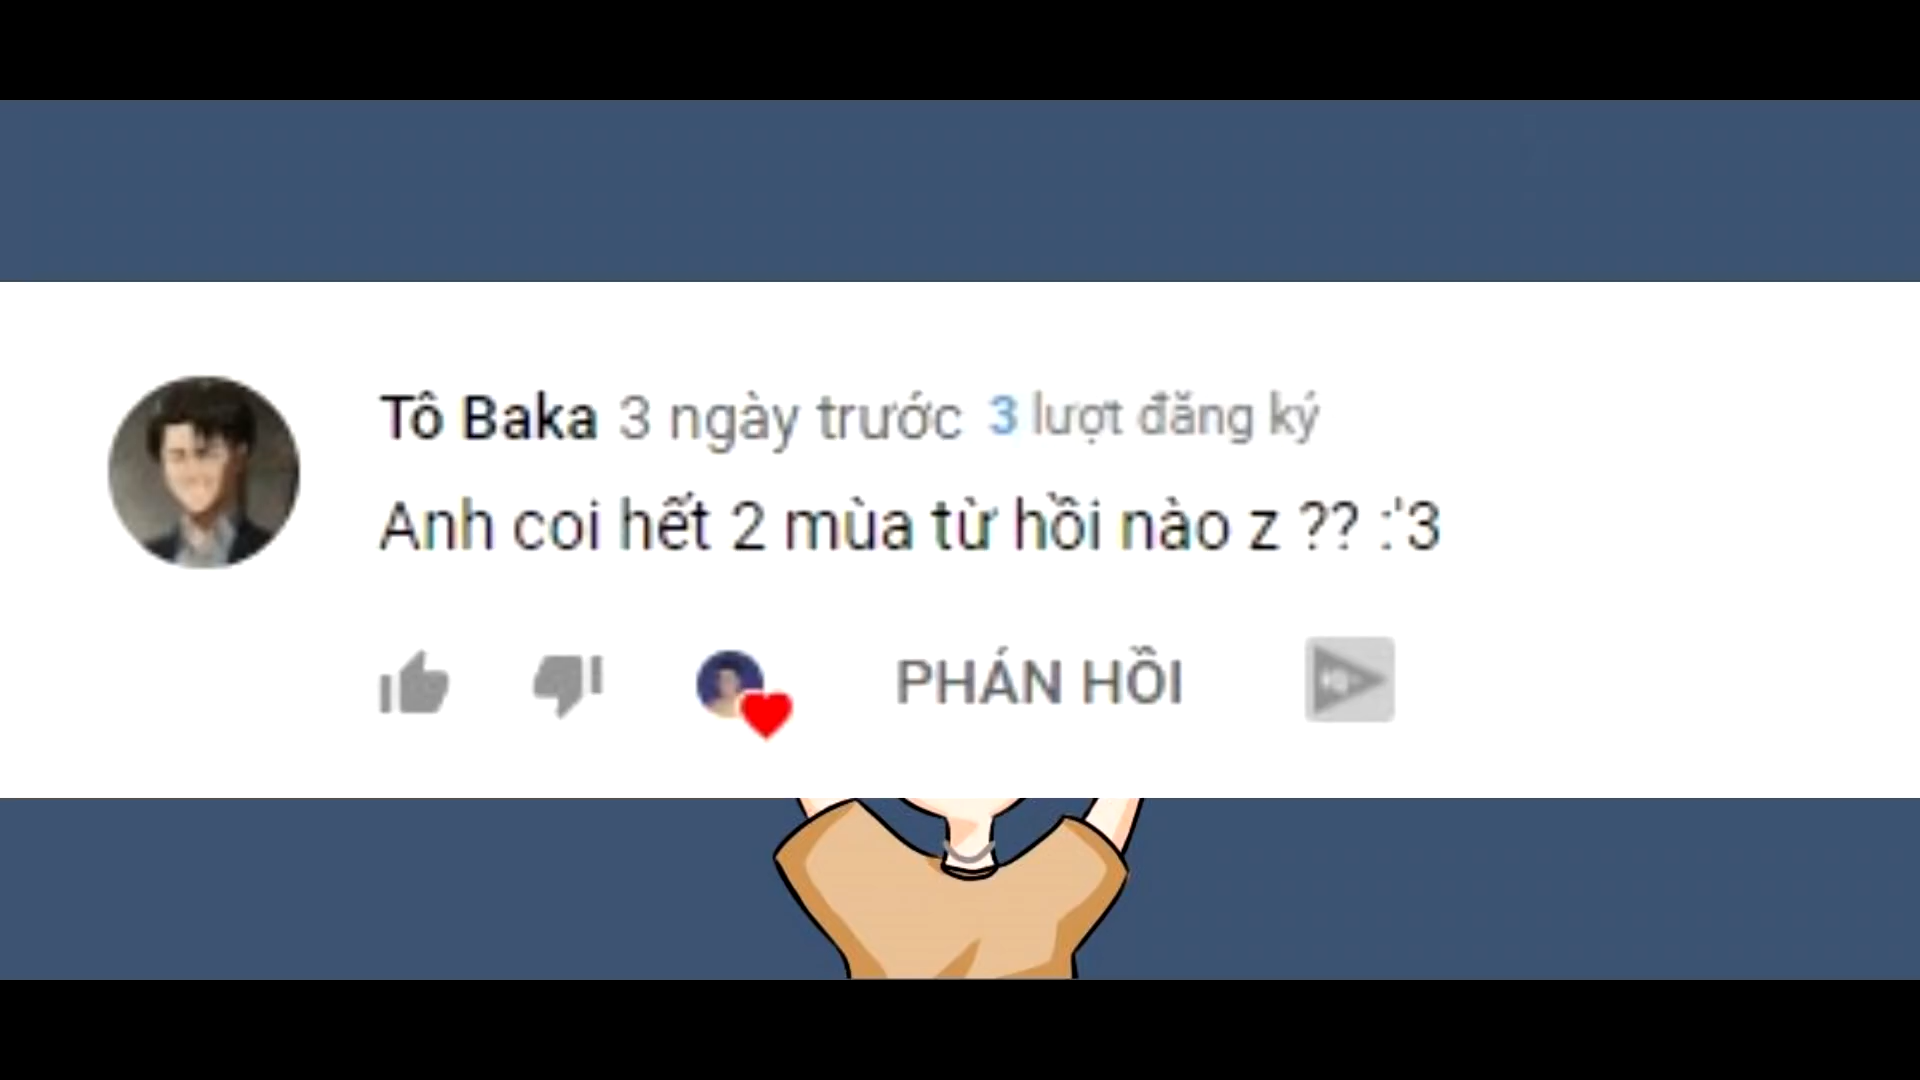 Tô Baka 3 ngày trước 3 lượt đăng ký
Anh coi hết 2 mùa từ hồi nào z ?? :'3
PHẢN HỒI